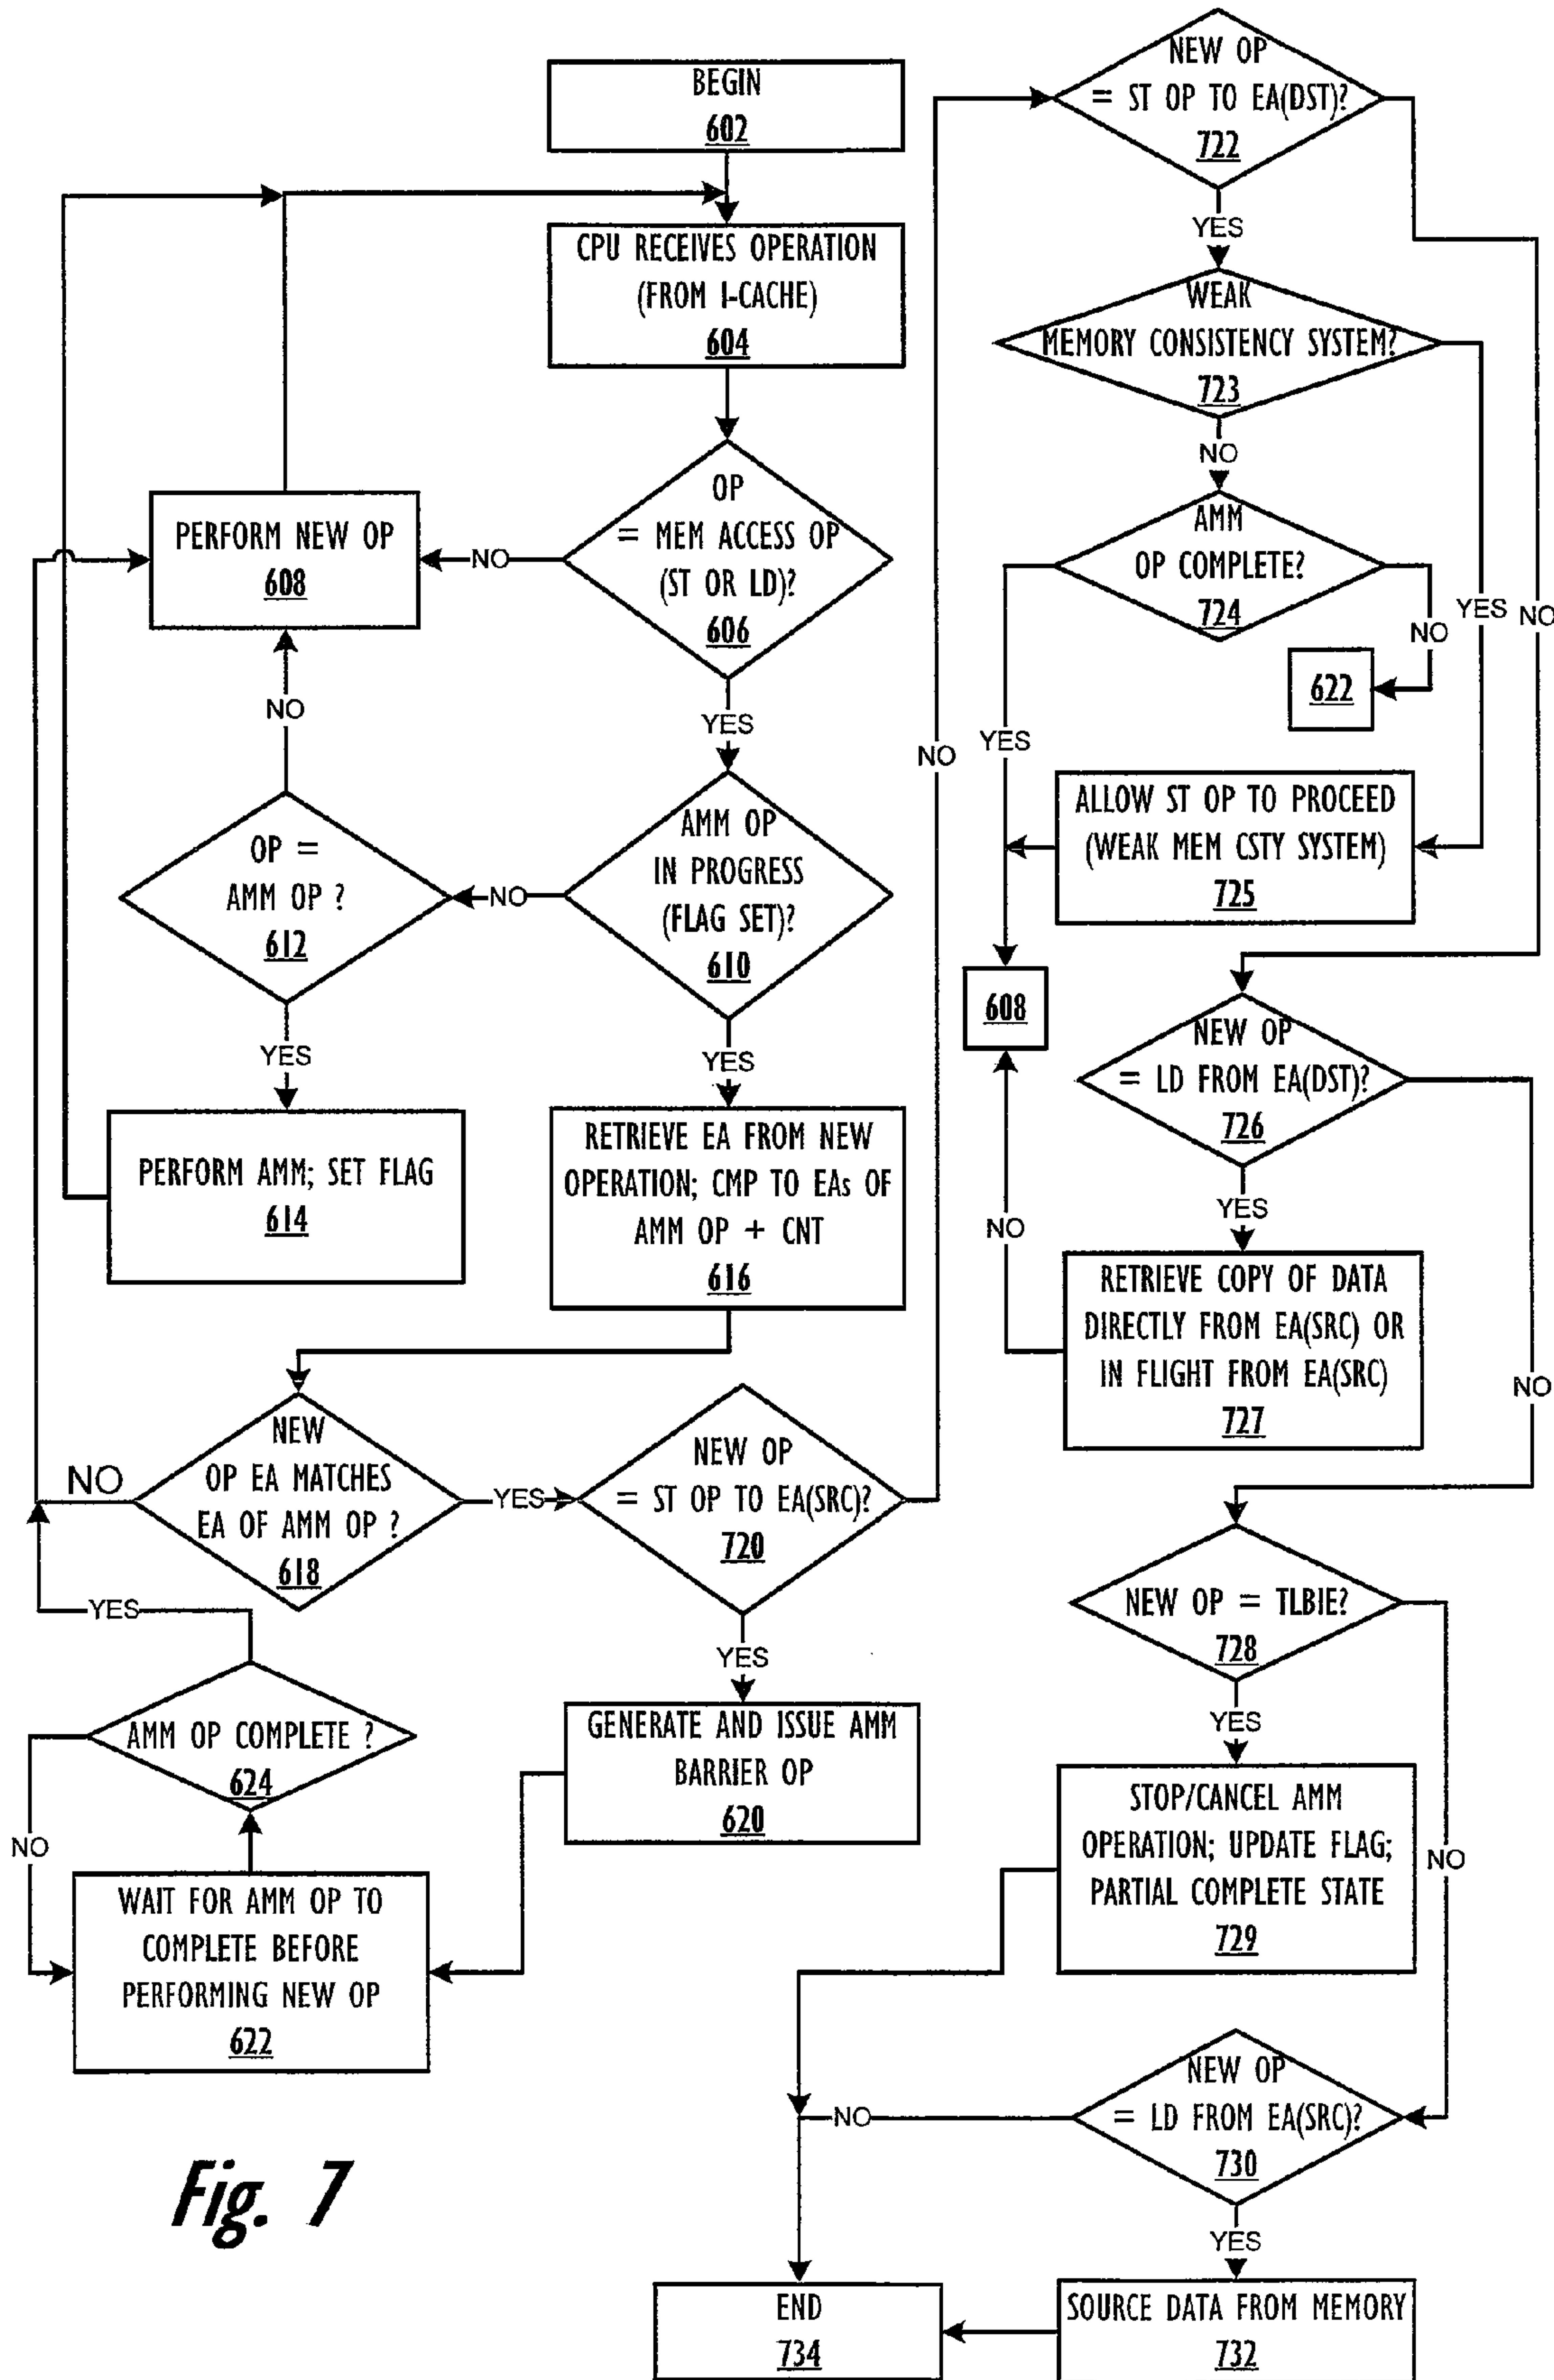 BEGIN
602
CPU RECEIVES OPERATION
(FROM I-CACHE)
604
OP
= MEM ACCESS OP
(ST OR LD)?
606
NO
PERFORM NEW OP
608
YES
NO
AMM OP
IN PROGRESS
(FLAG SET)?
610
NO
OP =
AMM OP ?
612
YES
YES
PERFORM AMM; SET FLAG
614
RETRIEVE EA FROM NEW
OPERATION; CMP TO EAs OF
AMM OP + CNT
616
NEW
OP EA MATCHES
EA OF AMM OP ?
618
NO
YES
NEW OP
= ST OP TO EA(SRC)?
720
NO
YES
GENERATE AND ISSUE AMM
BARRIER OP
620
YES
AMM OP COMPLETE ?
624
NO
WAIT FOR AMM OP TO
COMPLETE BEFORE
PERFORMING NEW OP
622
NEW OP
= ST OP TO EA(DST)?
722
YES
NO
WEAK
MEMORY CONSISTENCY SYSTEM?
723
NO
YES
AMM
OP COMPLETE?
724
NO
622
YES
ALLOW ST OP TO PROCEED
(WEAK MEM CSTY SYSTEM)
725
608
NEW OP
= LD FROM EA(DST)?
726
YES
NO
NO
RETRIEVE COPY OF DATA
DIRECTLY FROM EA(SRC) OR
IN FLIGHT FROM EA(SRC)
727
NEW OP = TLBIE?
728
YES
NO
STOP/CANCEL AMM
OPERATION; UPDATE FLAG;
PARTIAL COMPLETE STATE
729
NEW OP
= LD FROM EA(SRC)?
730
NO
YES
SOURCE DATA FROM MEMORY
732
END
734
Fig. 7